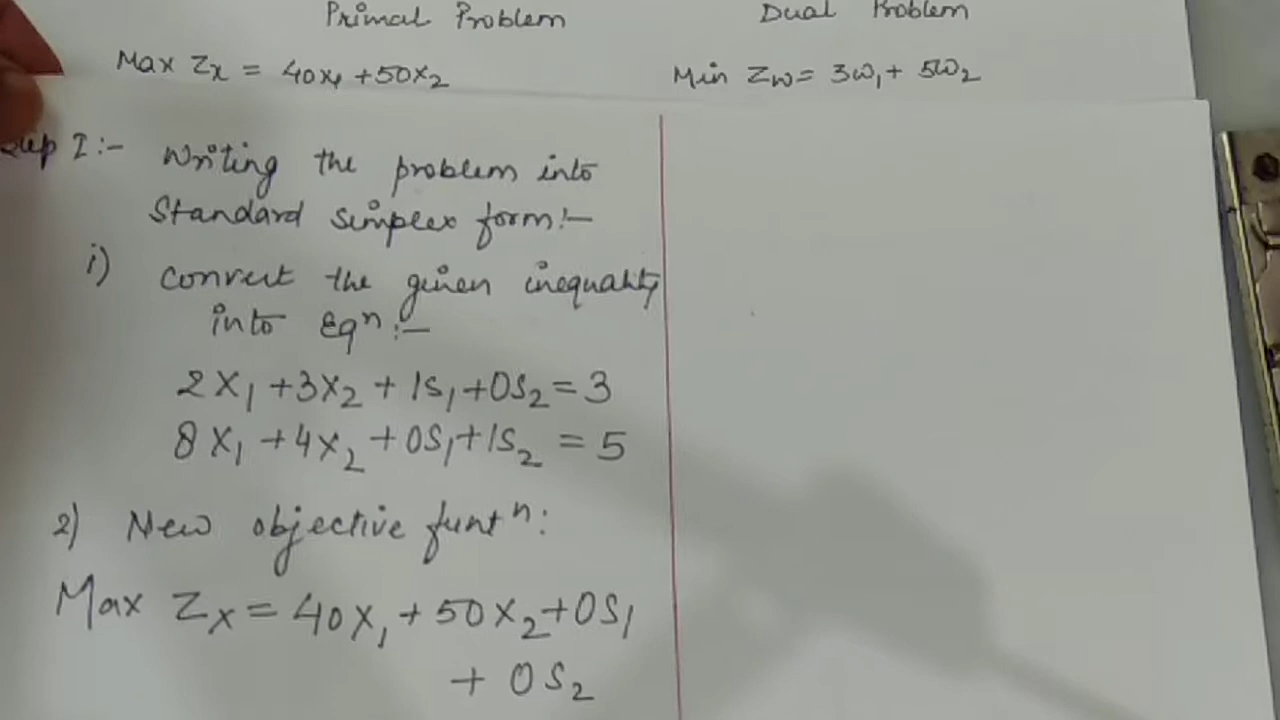 Primal Problem
Dual Problem
Max Zx = 40x1 + 50x2
Min Zw = 3w1 + 5w2
Step I :-
Writing the problem into
Standard simplex form :-
i) Convert the given inequality
into Eqn :-
2x1 + 3x2 + 1s1 + 0s2 = 3
8x1 + 4x2 + 0s1 + 1s2 = 5
2) New objective funtn :
Max Zx = 40x1 + 50x2 + 0s1
+ 0s2